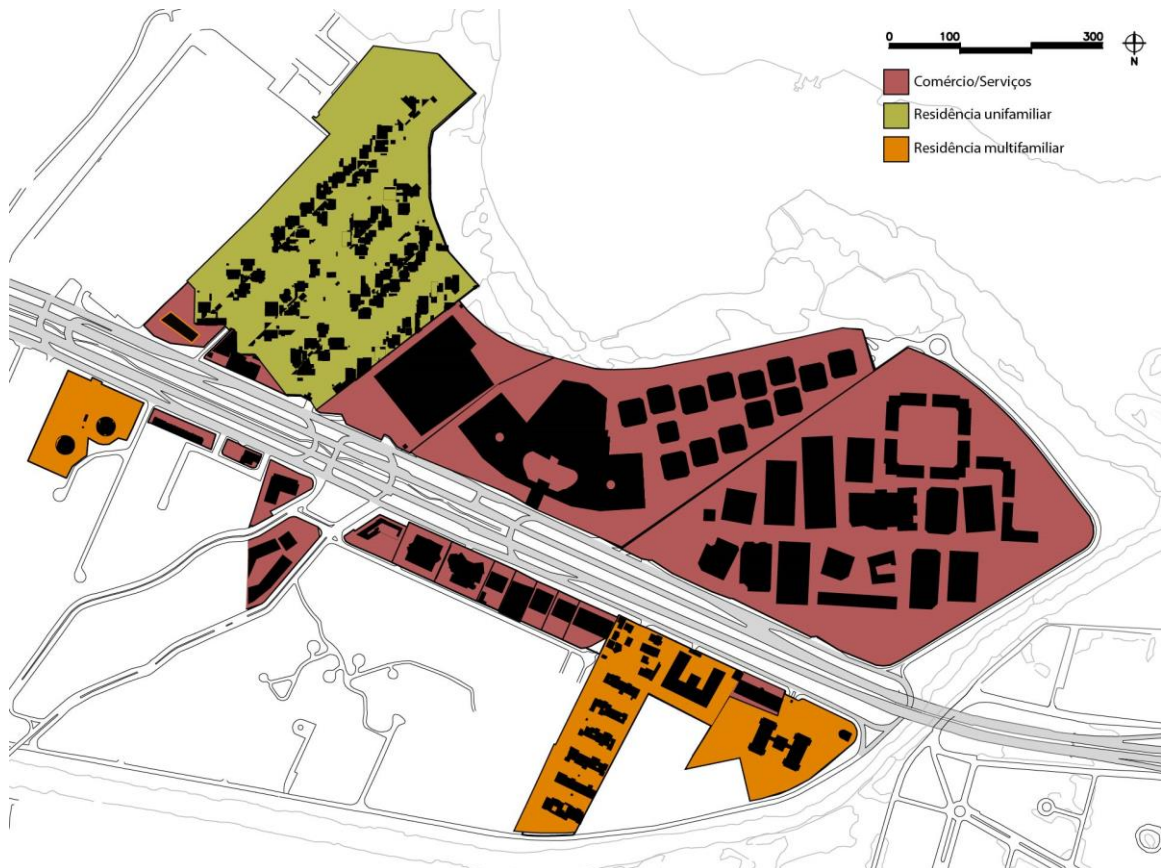 0 100 300
N
Comércio/Serviços
Residência unifamiliar
Residência multifamiliar